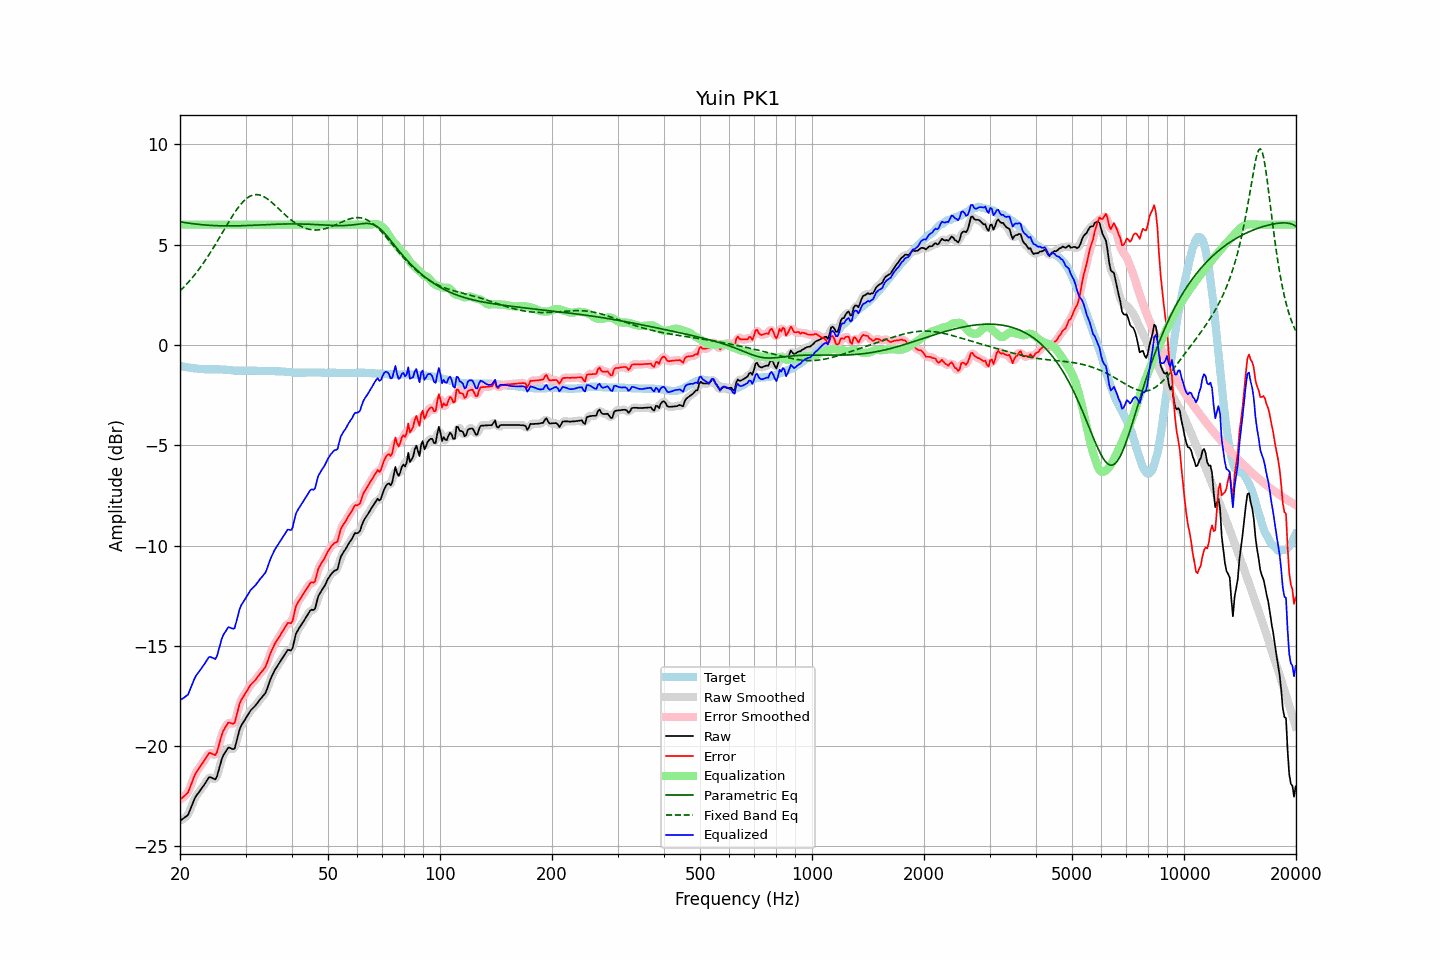 Yuin PK1
10
5
0
−5
−10
−15
−20
−25
Amplitude (dBr)
Target
Raw Smoothed
Error Smoothed
Raw
Error
Equalization
Parametric Eq
Fixed Band Eq
Equalized
20 50 100 200 500 1000 2000 5000 10000 20000
Frequency (Hz)